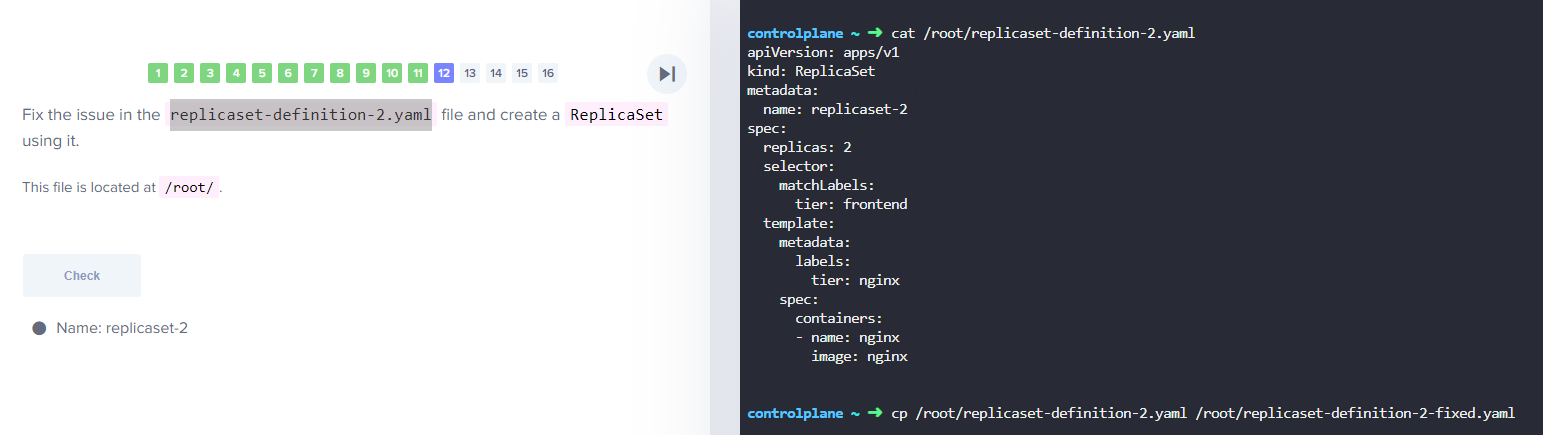 1 2 3 4 5 6 7 8 9 10 11 12 13 14 15 16
Fix the issue in the replicaset-definition-2.yaml file and create a ReplicaSet
using it.
This file is located at /root/ .
Check
Name: replicaset-2
controlplane ~ ➜ cat /root/replicaset-definition-2.yaml
apiVersion: apps/v1
kind: ReplicaSet
metadata:
  name: replicaset-2
spec:
  replicas: 2
  selector:
    matchLabels:
      tier: frontend
  template:
    metadata:
      labels:
        tier: nginx
    spec:
      containers:
      - name: nginx
        image: nginx
controlplane ~ ➜ cp /root/replicaset-definition-2.yaml /root/replicaset-definition-2-fixed.yaml